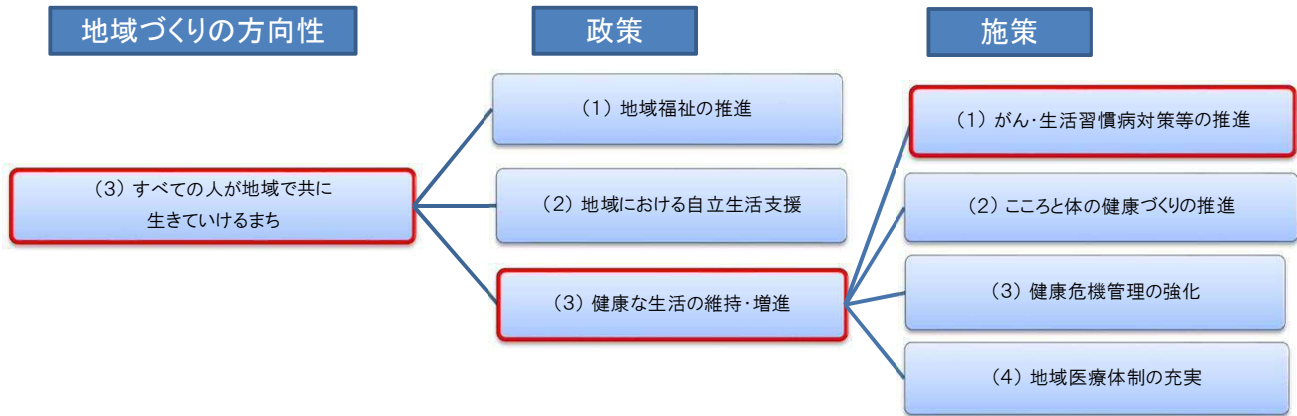 地域づくりの方向性
政策
施策
(3) すべての人が地域で共に
生きていけるまち
(1) 地域福祉の推進
(2) 地域における自立生活支援
(3) 健康な生活の維持・増進
(1) がん・生活習慣病対策等の推進
(2) こころと体の健康づくりの推進
(3) 健康危機管理の強化
(4) 地域医療体制の充実